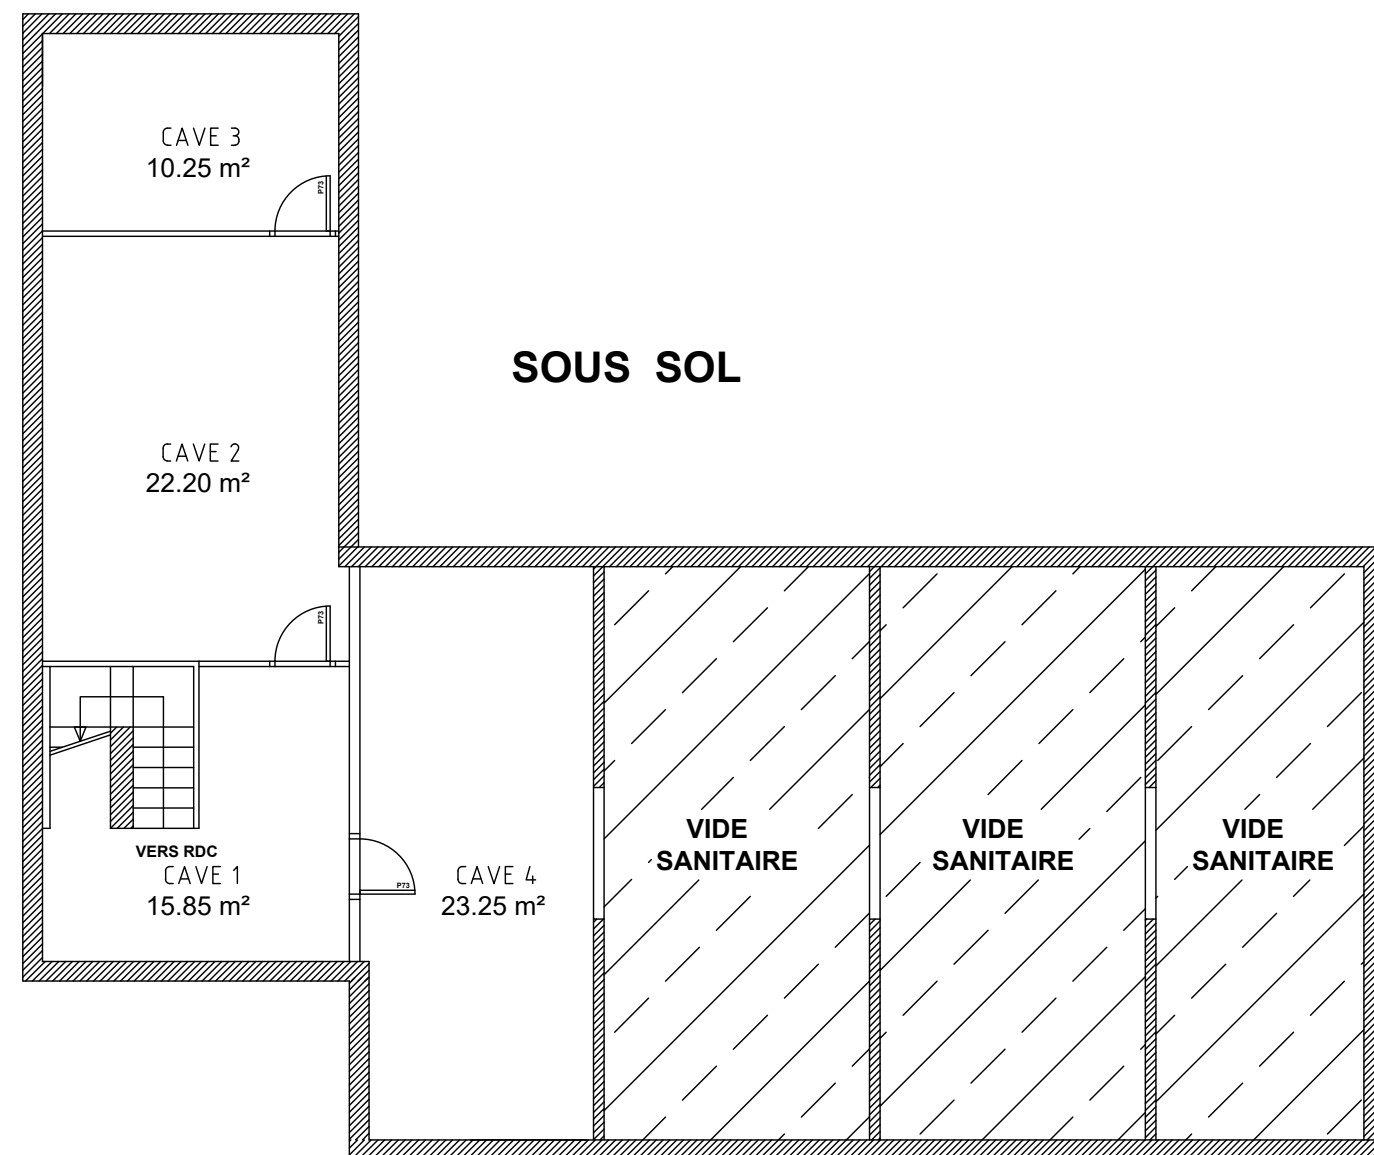 CAVE 3
10.25 m²
P73
SOUS SOL
CAVE 2
22.20 m²
P73
VERS RDC
CAVE 1
15.85 m²
P73
CAVE 4
23.25 m²
VIDE
SANITAIRE
VIDE
SANITAIRE
VIDE
SANITAIRE